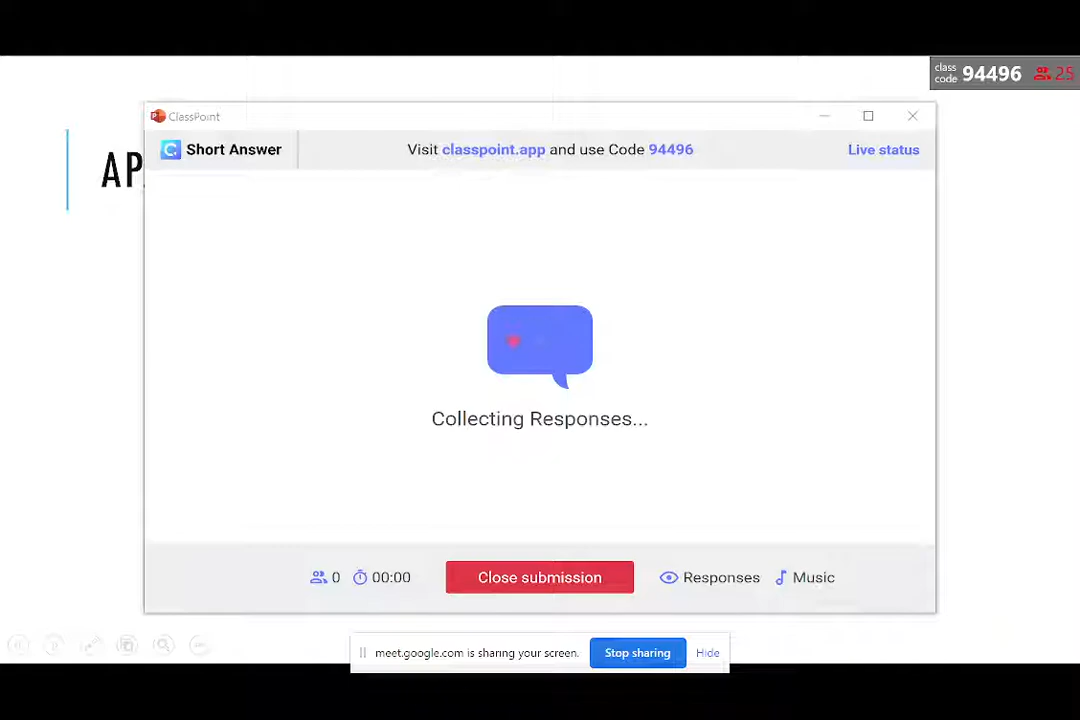 class
code 94496 25
ClassPoint
Short Answer
Visit classpoint.app and use Code 94496
Live status
AP
Collecting Responses...
0 00:00
Close submission
Responses
Music
meet.google.com is sharing your screen.
Stop sharing
Hide